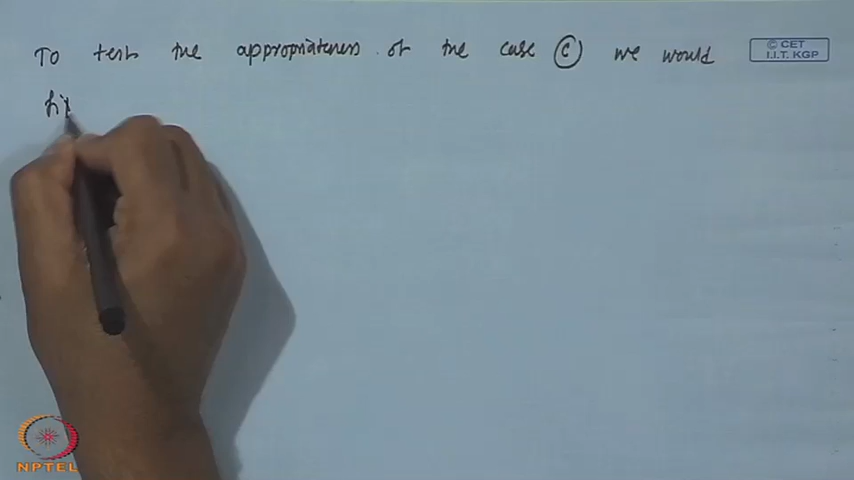 To test the appropriateness of the case (c) we would
© CET
I.I.T. KGP
NPTEL